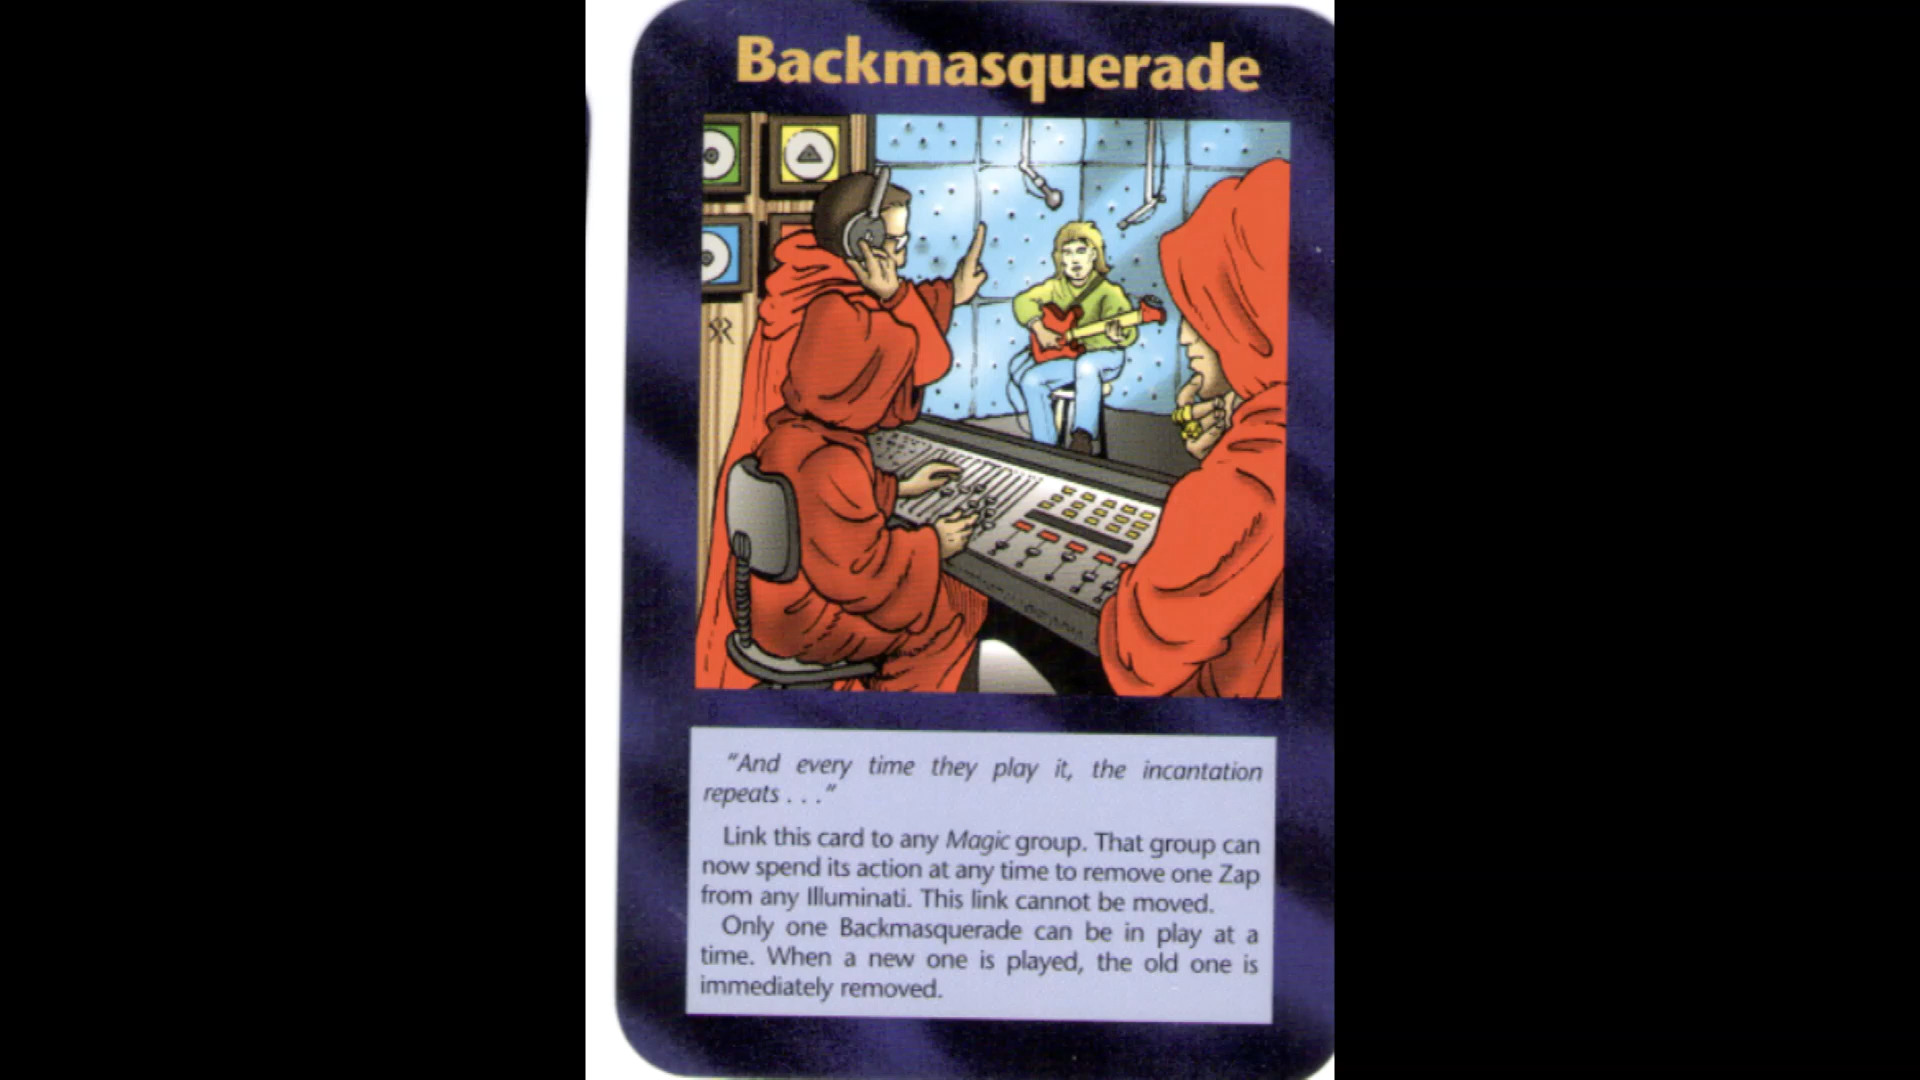 Backmasquerade
"And every time they play it, the incantation
repeats . . ."
Link this card to any Magic group. That group can
now spend its action at any time to remove one Zap
from any Illuminati. This link cannot be moved.
Only one Backmasquerade can be in play at a
time. When a new one is played, the old one is
immediately removed.